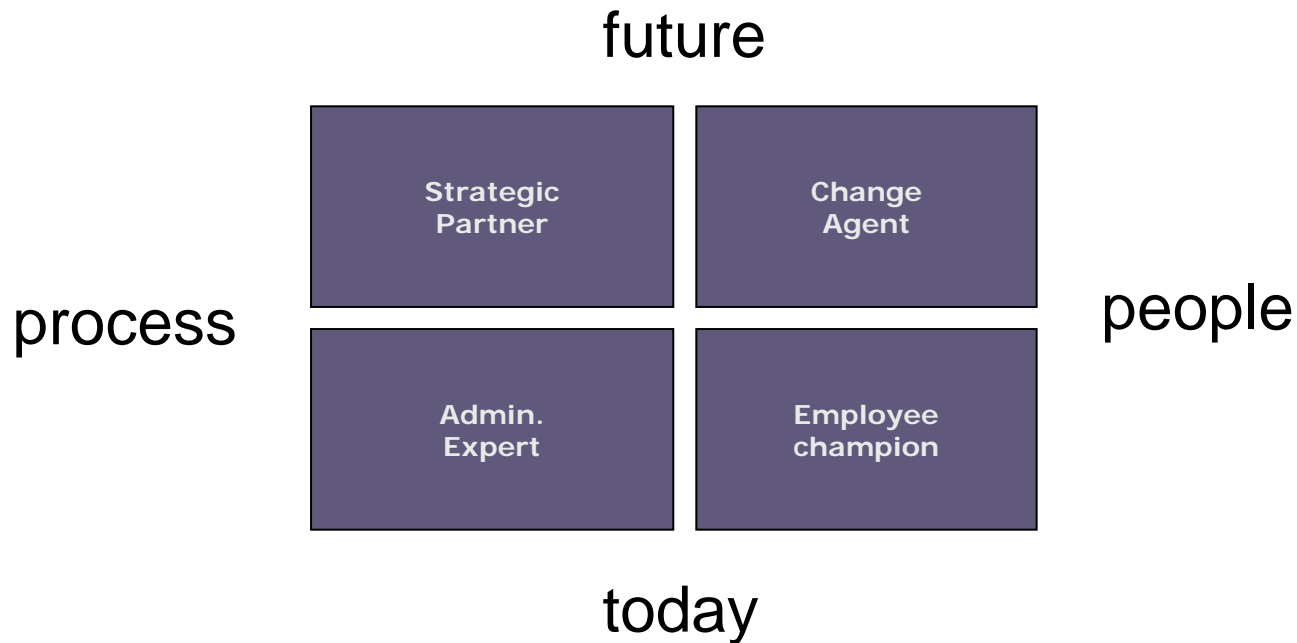 future
Strategic
Partner
Change
Agent
process
people
Admin.
Expert
Employee
champion
today